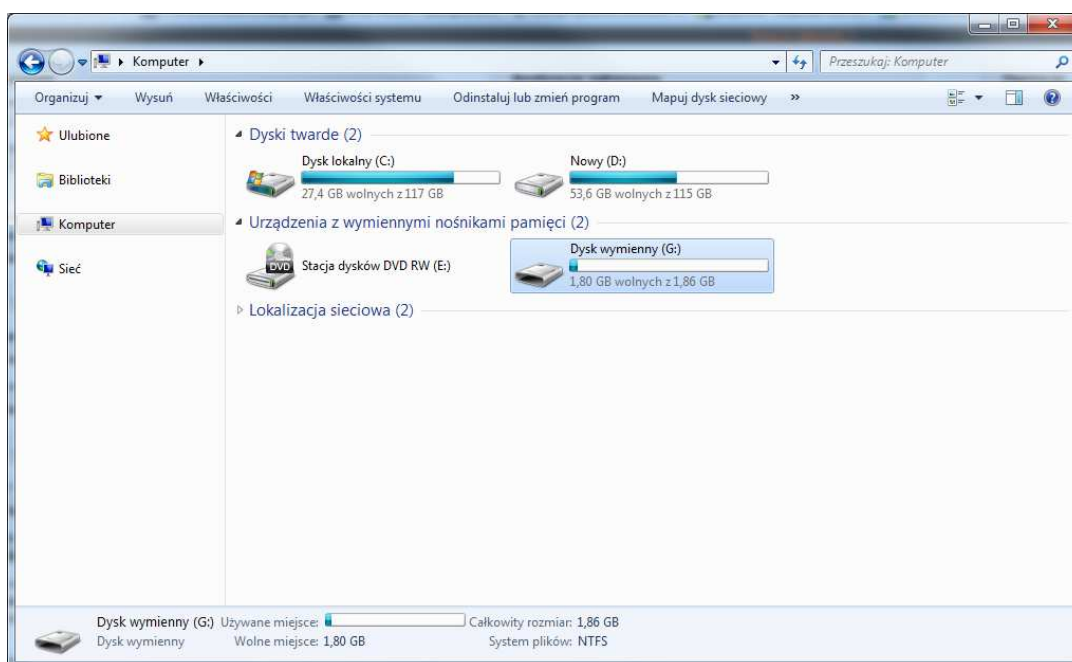 Komputer
Przeszukaj: Komputer
Organizuj Wysuń Właściwości Właściwości systemu Odinstaluj lub zmień program Mapuj dysk sieciowy »
Ulubione
Biblioteki
Komputer
Sieć
Dyski twarde (2)
Dysk lokalny (C:)
27,4 GB wolnych z 117 GB
Nowy (D:)
53,6 GB wolnych z 115 GB
Urządzenia z wymiennymi nośnikami pamięci (2)
DVD
Stacja dysków DVD RW (E:)
Dysk wymienny (G:)
1,80 GB wolnych z 1,86 GB
Lokalizacja sieciowa (2)
Dysk wymienny (G:) Używane miejsce: Całkowity rozmiar: 1,86 GB
Dysk wymienny Wolne miejsce: 1,80 GB System plików: NTFS